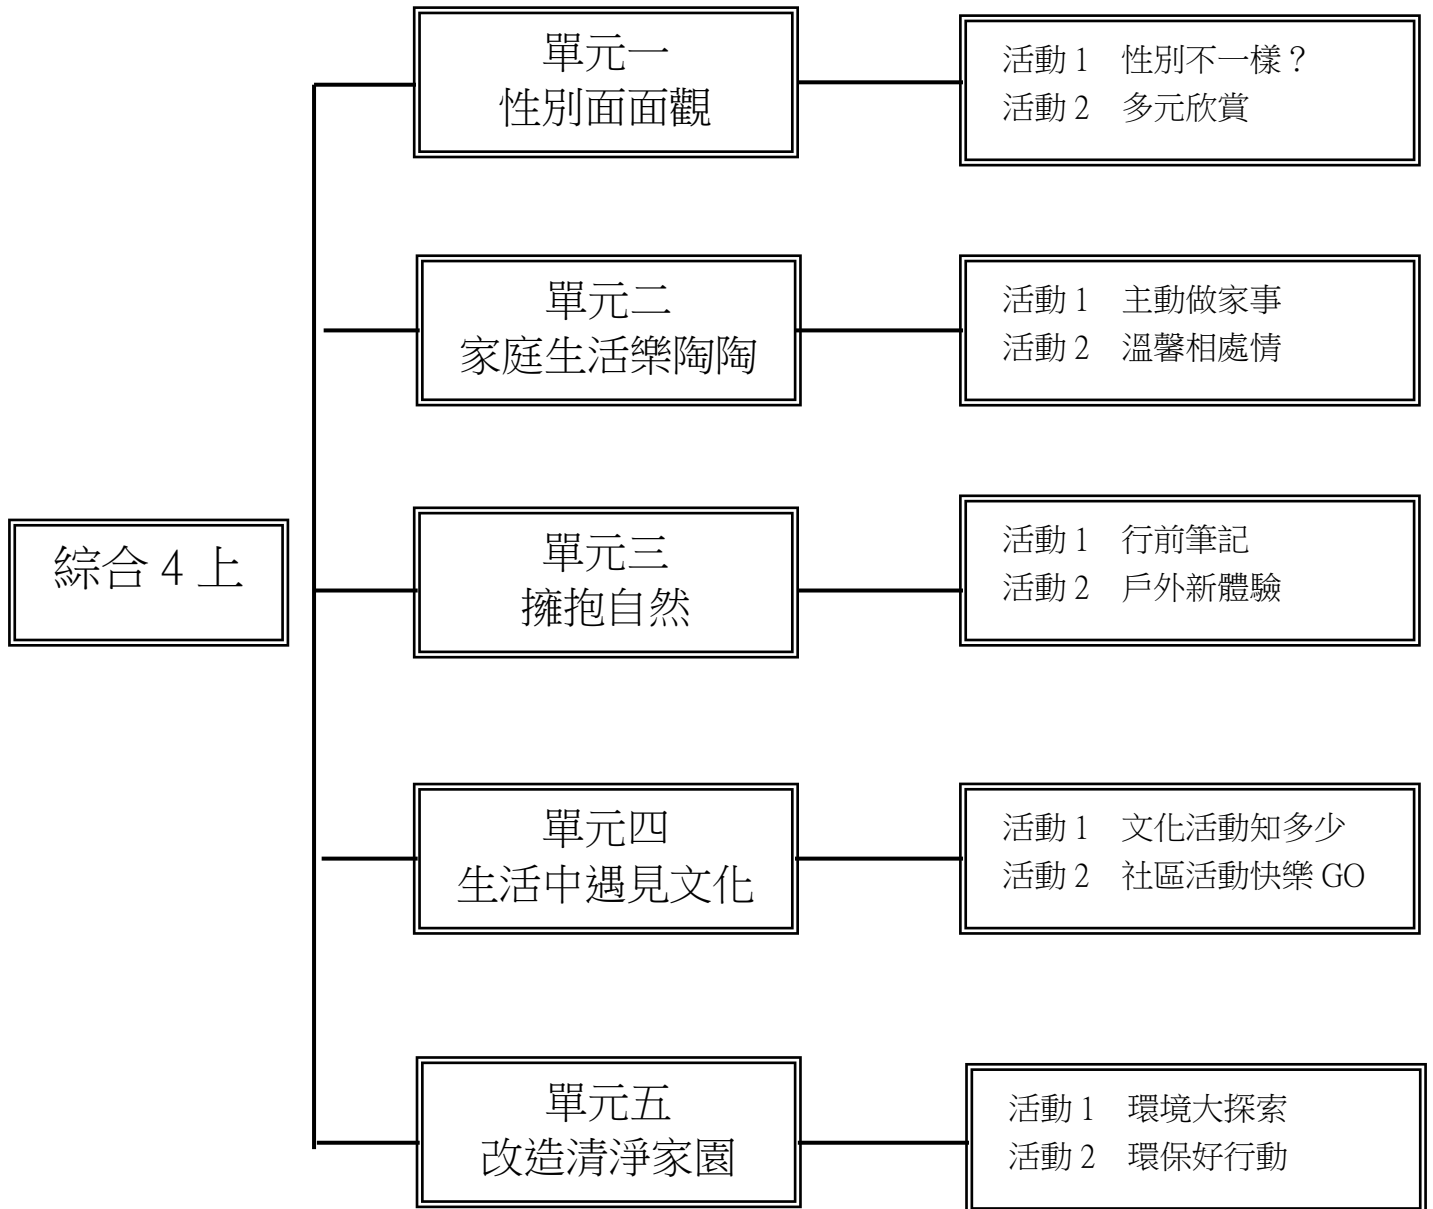 單元一
性別面面觀
活動 1 性別不一樣？
活動 2 多元欣賞
單元二
家庭生活樂陶陶
活動 1 主動做家事
活動 2 溫馨相處情
綜合 4 上
單元三
擁抱自然
活動 1 行前筆記
活動 2 戶外新體驗
單元四
生活中遇見文化
活動 1 文化活動知多少
活動 2 社區活動快樂 GO
單元五
改造清淨家園
活動 1 環境大探索
活動 2 環保好行動